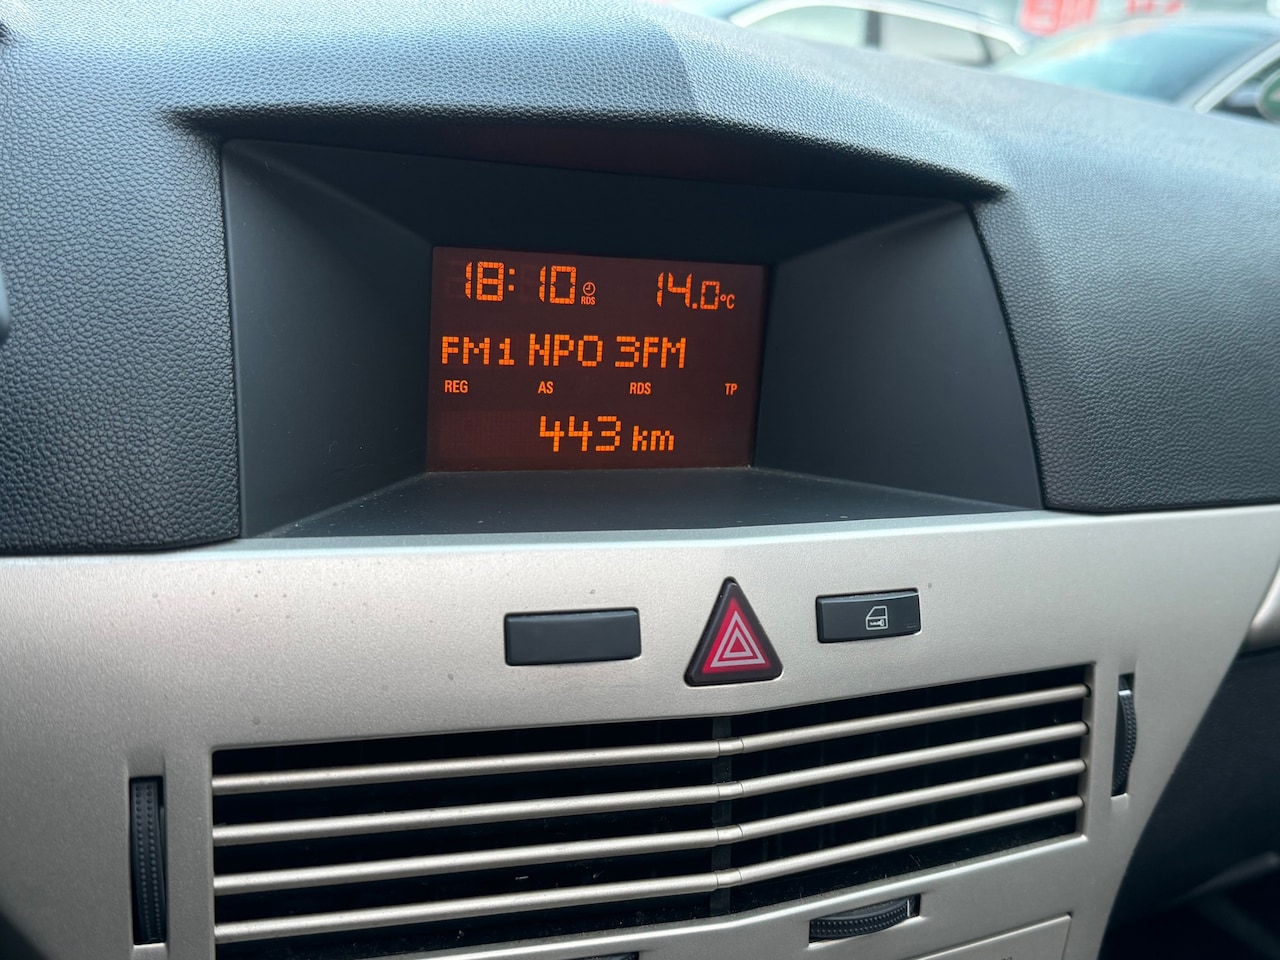 18:10 RDS 14.0°C
FM1 NPO 3FM
REG AS RDS TP
443 km